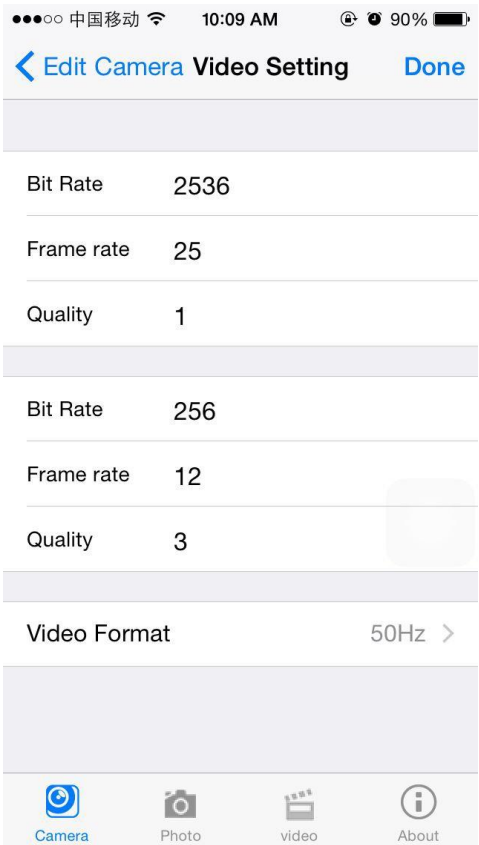 中国移动 10:09 AM 90%
Edit Camera Video Setting Done
Bit Rate 2536
Frame rate 25
Quality 1
Bit Rate 256
Frame rate 12
Quality 3
Video Format 50Hz
Camera Photo video About